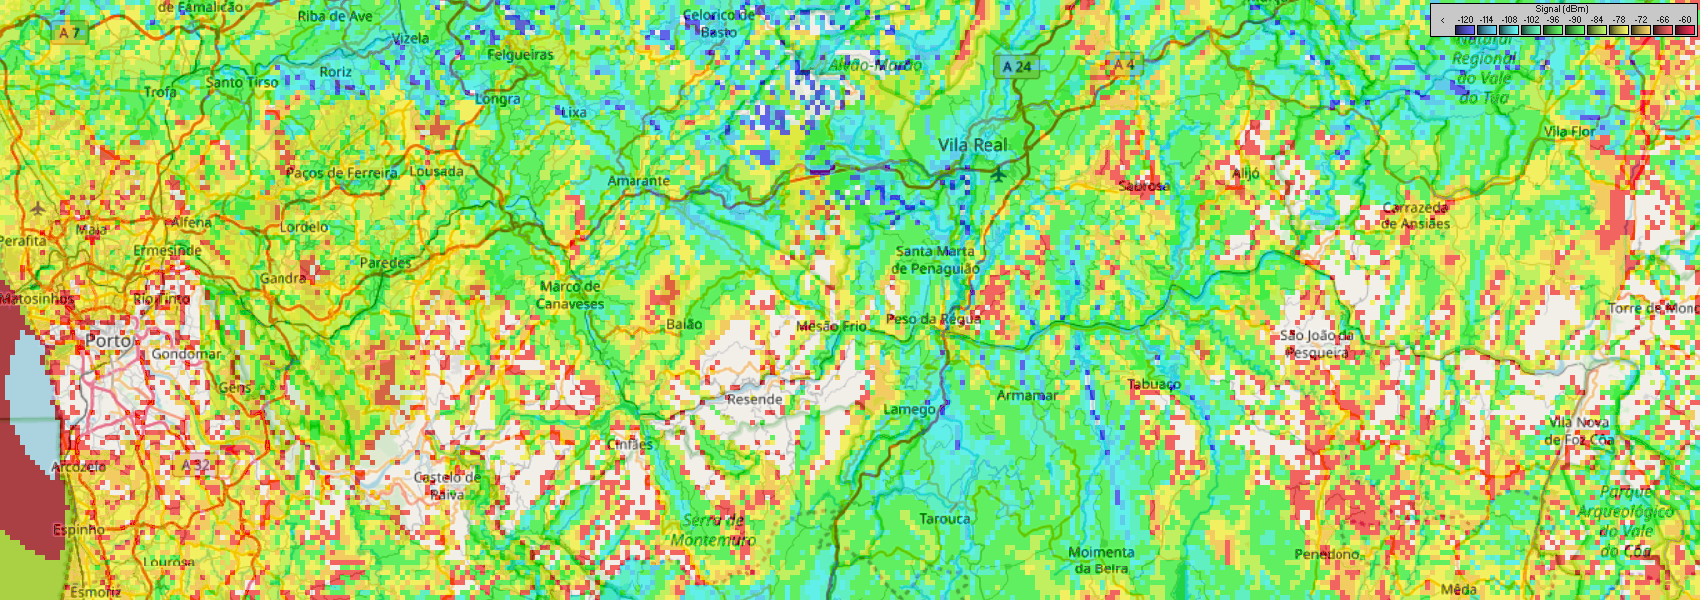 Signal (dBm)
< -120 -114 -108 -102 -96 -90 -84 -78 -72 -66 -60
de Famalicão
Riba de Ave
Celorico de
Basto
A 7
Vizela
Felgueiras
Natural
Regional
do Vale
do Tua
Alvão-Marão
A 24
A 4
Roriz
Santo Tirso
Trofa
Longra
Lixa
Vila Flor
Vila Real
Paços de Ferreira
Lousada
Amarante
Sabrosa
Alijó
Carrazeda
de Ansiães
Alfena
Maia
Lordelo
Perafita
Ermesinde
Santa Marta
de Penaguião
Paredes
Gandra
Marco de
Canaveses
Matosinhos
Rio Tinto
Torre de Monc
Baião
Mesão Frio
Peso da Régua
Porto
São João da
Pesqueira
Gondomar
Gens
Tabuaço
Resende
Armamar
Lamego
Vila Nova
de Foz Coa
Cinfães
Arcozelo
A 32
Castelo de
Paiva
Parque
Arqueológico
do Vale
do Côa
Serra de
Montemuro
Tarouca
Espinho
Moimenta
da Beira
Penedono
Lourosa
Esmoriz
Mêda